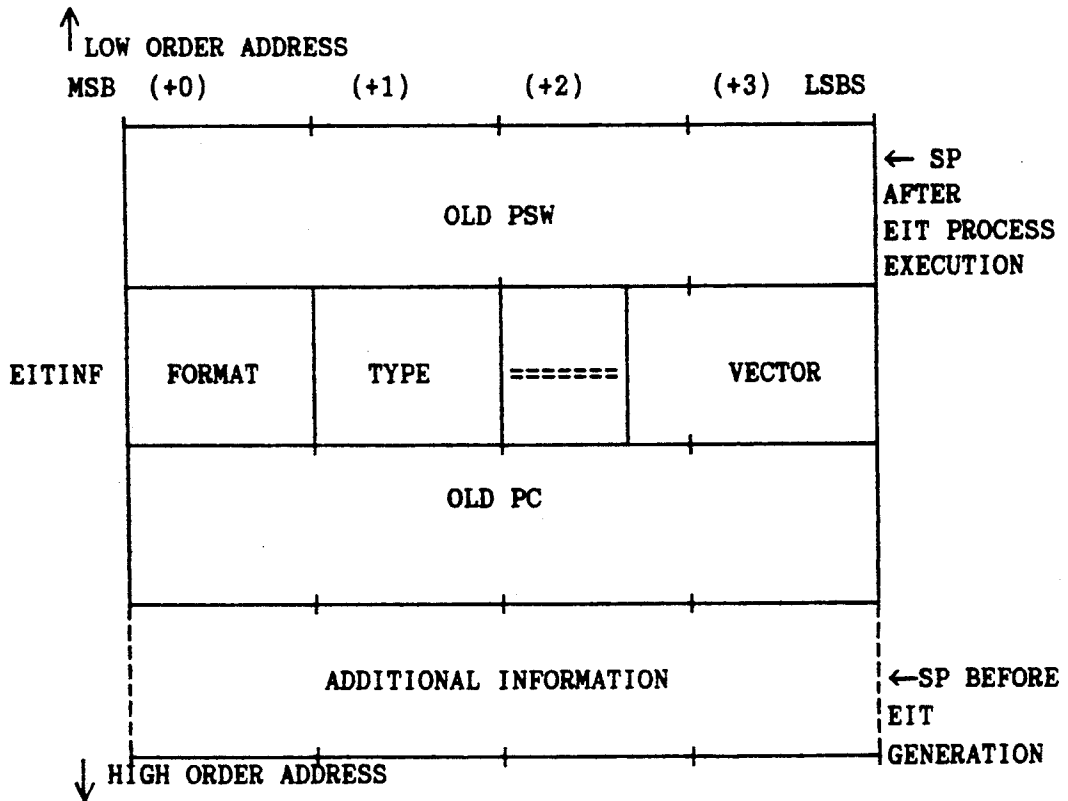 LOW ORDER ADDRESS
MSB (+0) (+1) (+2) (+3) LSBS
← SP
AFTER
EIT PROCESS
EXECUTION
OLD PSW
EITINF FORMAT TYPE ======= VECTOR
OLD PC
ADDITIONAL INFORMATION
←SP BEFORE
EIT
GENERATION
HIGH ORDER ADDRESS